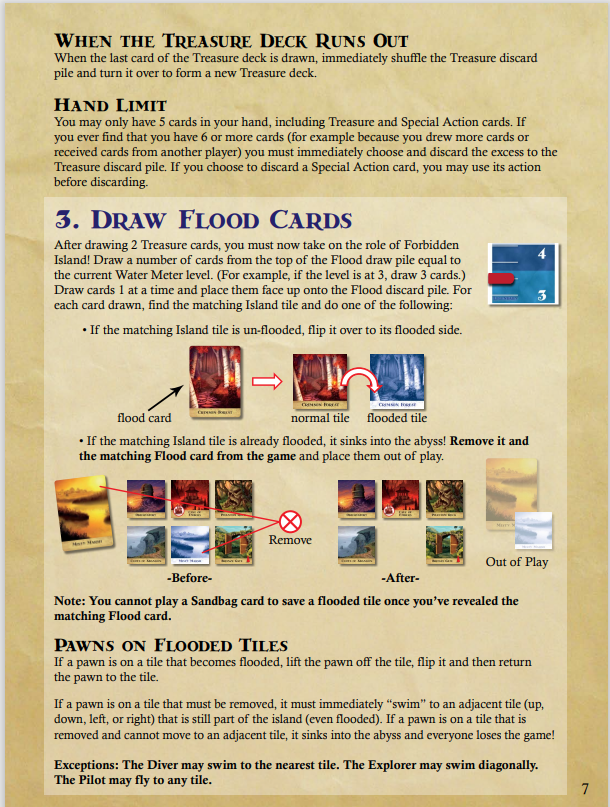 WHEN THE TREASURE DECK RUNS OUT
When the last card of the Treasure deck is drawn, immediately shuffle the Treasure discard
pile and turn it over to form a new Treasure deck.
HAND LIMIT
You may only have 5 cards in your hand, including Treasure and Special Action cards. If
you ever find that you have 6 or more cards (for example because you drew more cards or
received cards from another player) you must immediately choose and discard the excess to the
Treasure discard pile. If you choose to discard a Special Action card, you may use its action
before discarding.
3. DRAW FLOOD CARDS
After drawing 2 Treasure cards, you must now take on the role of Forbidden
Island! Draw a number of cards from the top of the Flood draw pile equal to
the current Water Meter level. (For example, if the level is at 3, draw 3 cards.)
Draw cards 1 at a time and place them face up onto the Flood discard pile. For
each card drawn, find the matching Island tile and do one of the following:
4
3
• If the matching Island tile is un-flooded, flip it over to its flooded side.
CRIMSON FOREST
CRIMSON FOREST
CRIMSON FOREST
flood card
normal tile
flooded tile
• If the matching Island tile is already flooded, it sinks into the abyss! Remove it and
the matching Flood card from the game and place them out of play.
MISTY MARSH
MISTY MARSH
BRONZE GATE
BRONZE GATE
MISTY MARSH
Remove
Out of Play
-Before-
-After-
Note: You cannot play a Sandbag card to save a flooded tile once you've revealed the
matching Flood card.
PAWNS ON FLOODED TILES
If a pawn is on a tile that becomes flooded, lift the pawn off the tile, flip it and then return
the pawn to the tile.
If a pawn is on a tile that must be removed, it must immediately "swim" to an adjacent tile (up,
down, left, or right) that is still part of the island (even flooded). If a pawn is on a tile that is
removed and cannot move to an adjacent tile, it sinks into the abyss and everyone loses the game!
Exceptions: The Diver may swim to the nearest tile. The Explorer may swim diagonally.
The Pilot may fly to any tile.
7